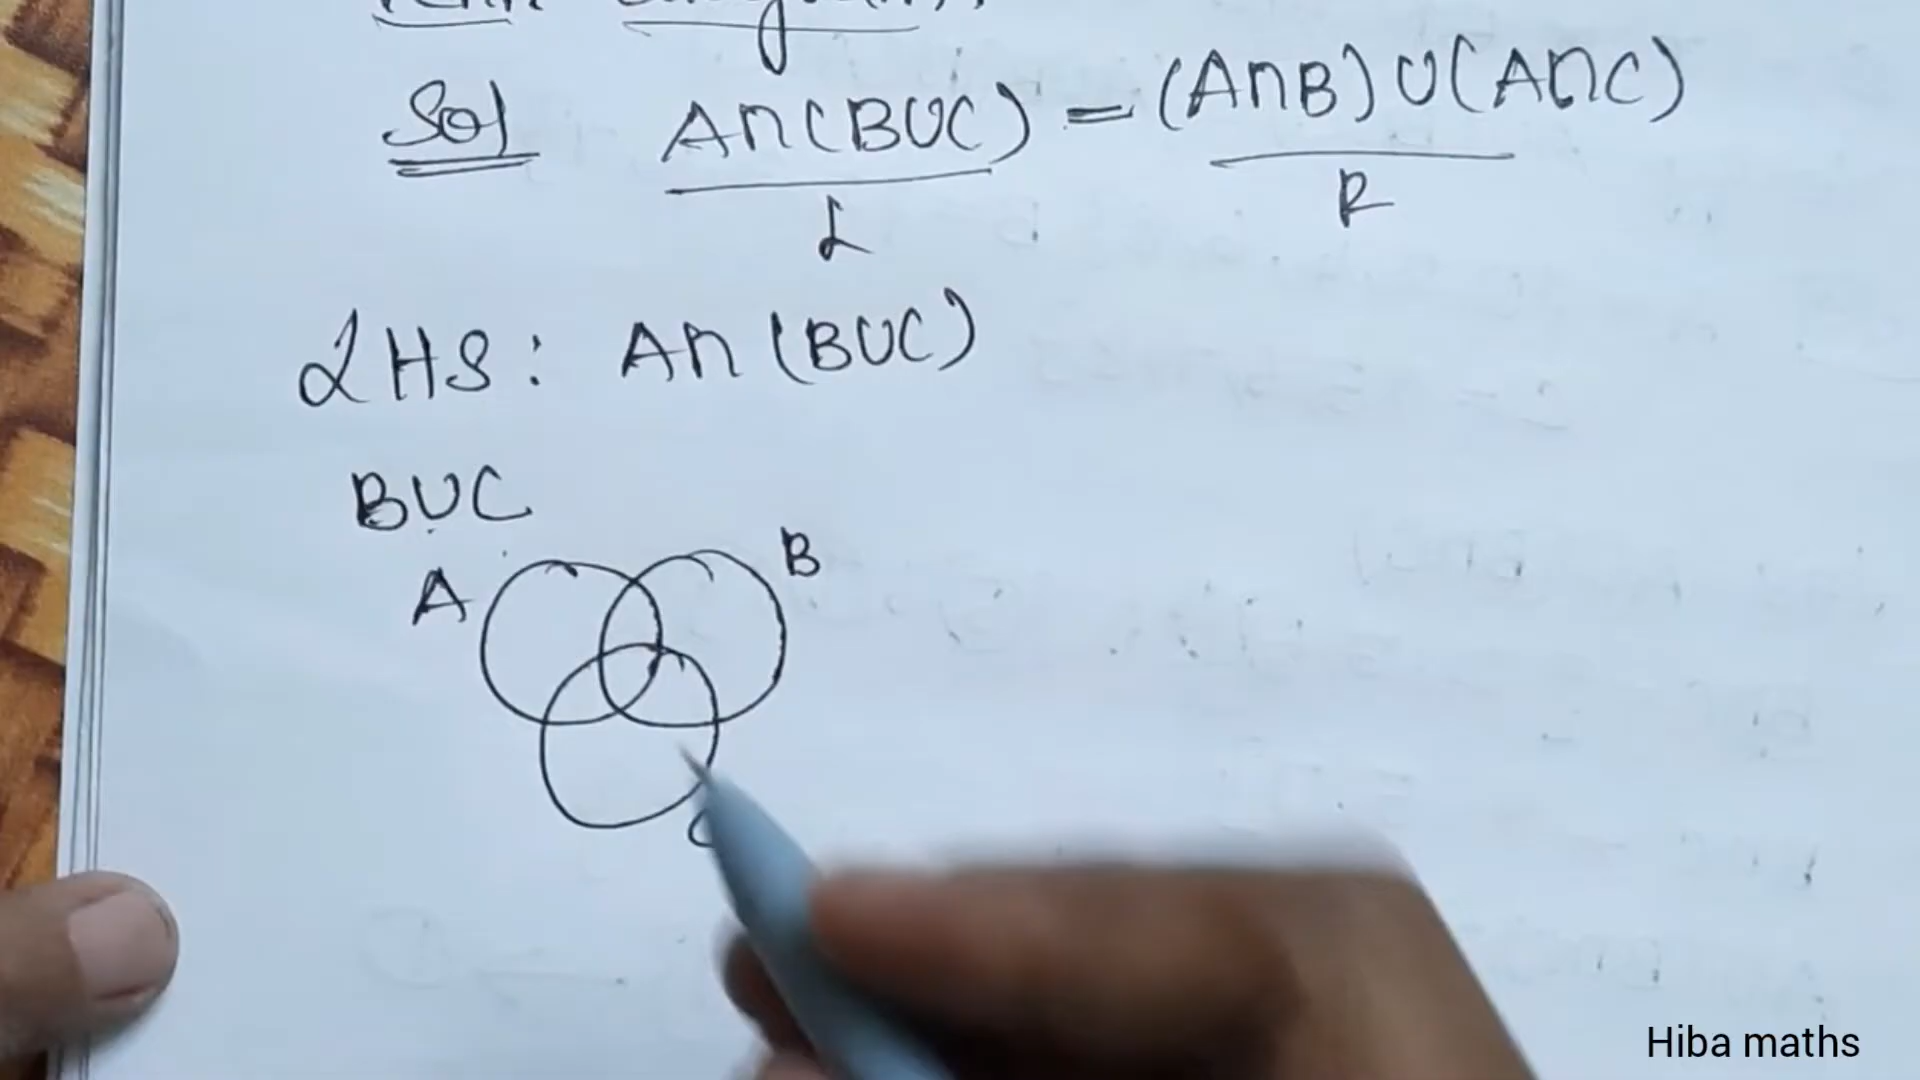 Sol A∩(B∪C) = (A∩B)∪(A∩C)
L R
LHS: A∩(B∪C)
B∪C
A B
C
Hiba maths